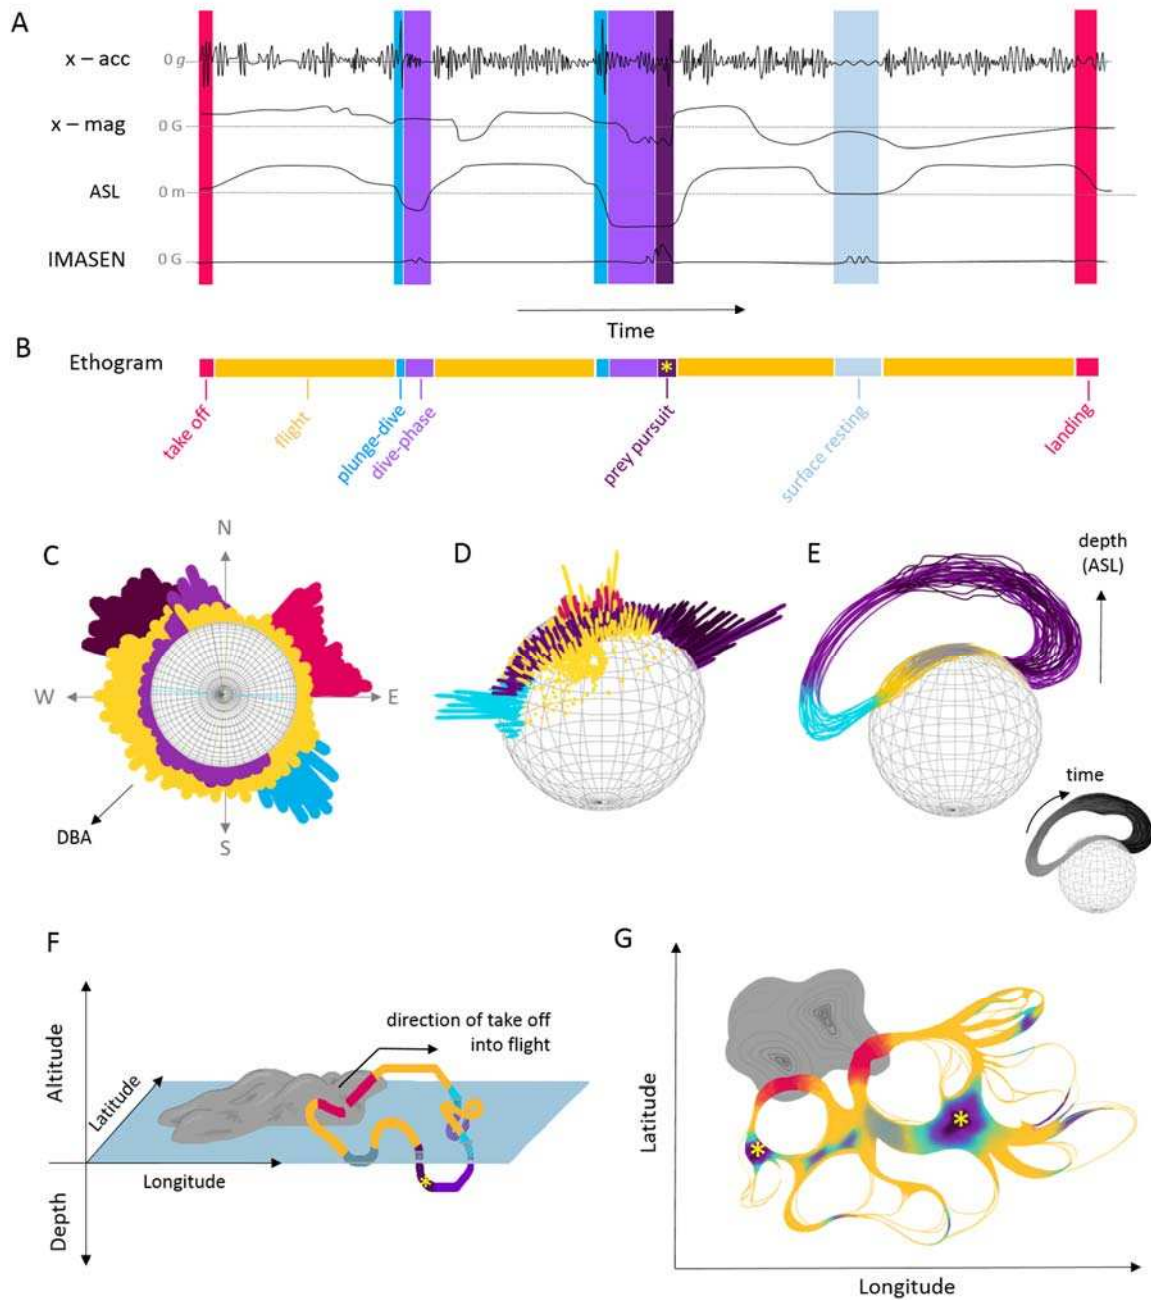 A
x – acc
0 g
x – mag
0 G
ASL
0 m
IMASEN
0 G
Time
B
Ethogram
*
take off
flight
plunge-dive
dive-phase
prey pursuit
surface resting
landing
C
N
W
E
S
DBA
D
E
depth
(ASL)
time
F
direction of take off
into flight
Altitude
Latitude
Longitude
Depth
*
G
Latitude
*
*
Longitude